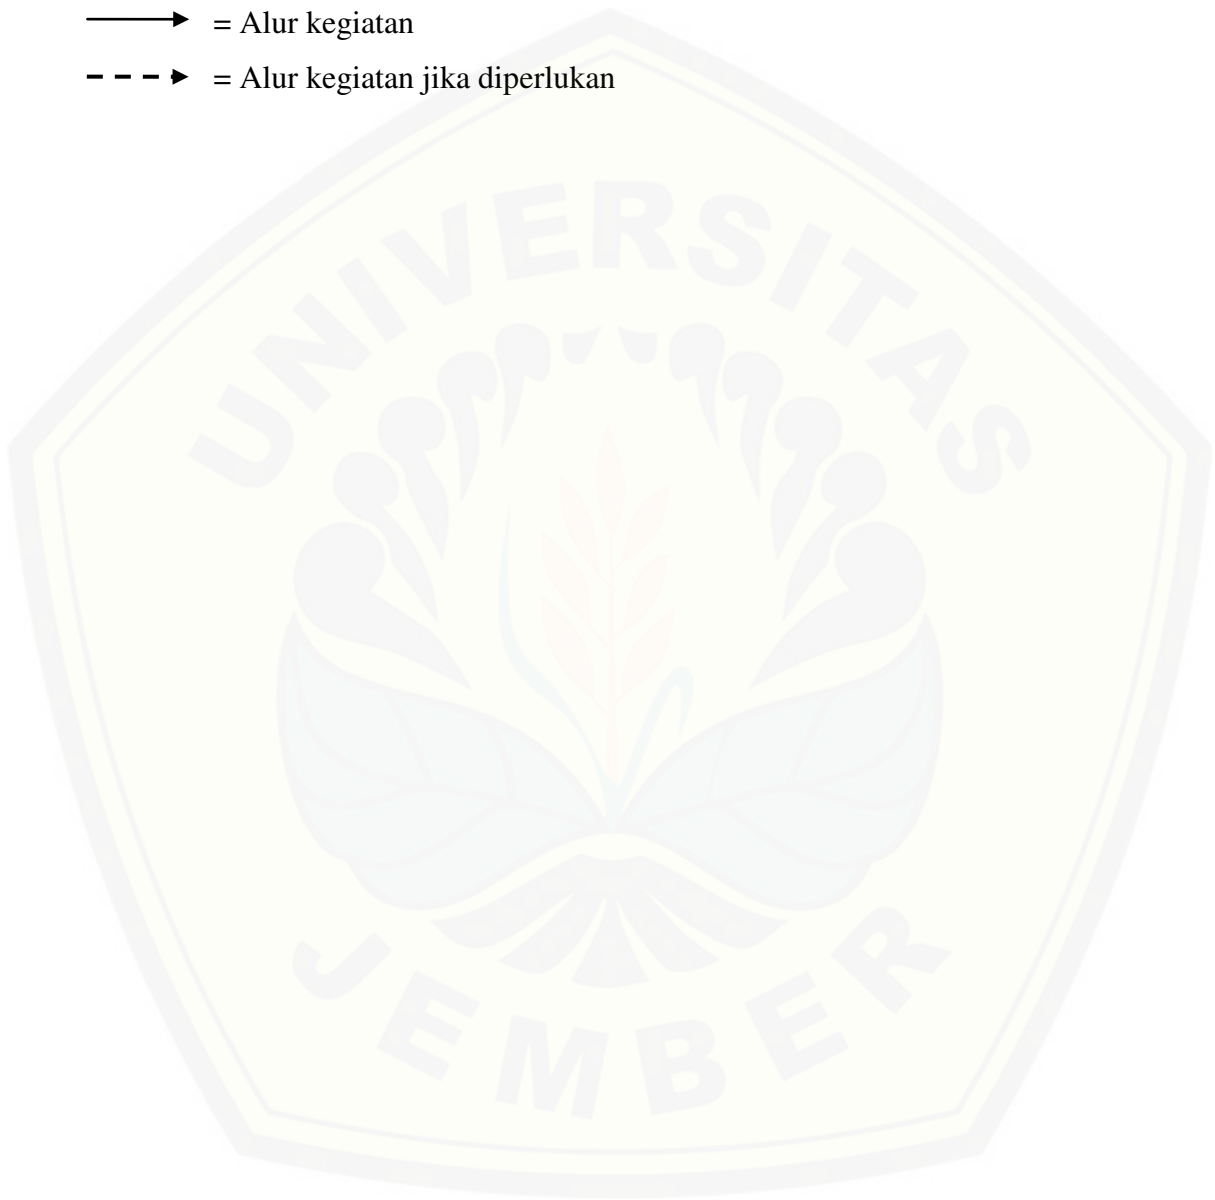 = Alur kegiatan
= Alur kegiatan jika diperlukan
UNIVERSITAS
JEMBER